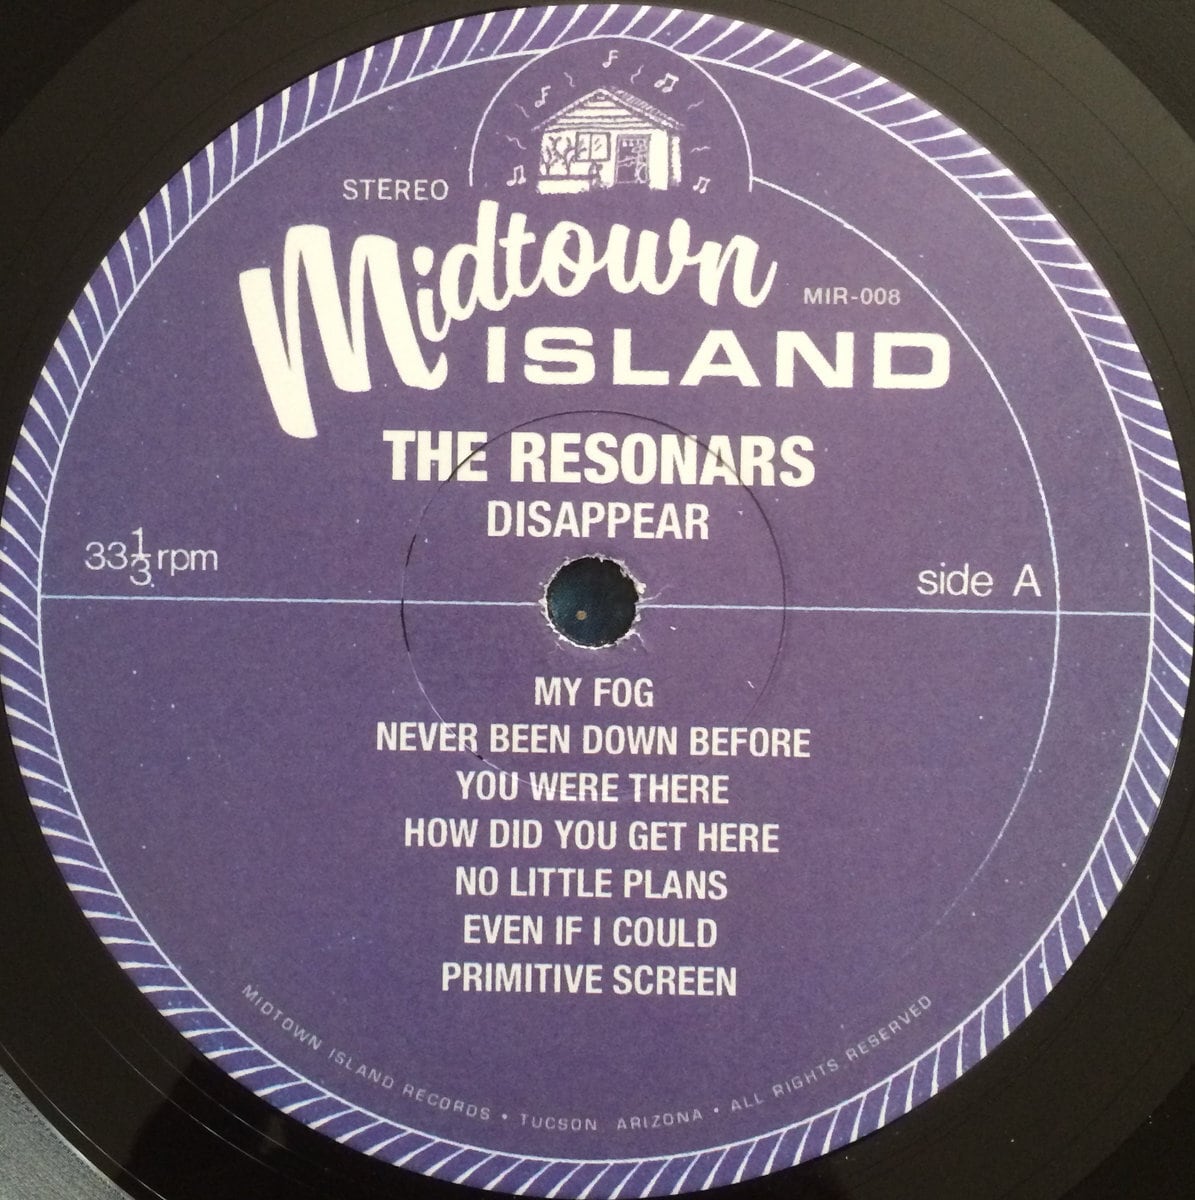 STEREO
Midtown
MIR-008
ISLAND
THE RESONARS
DISAPPEAR
33 1/3 rpm
side A
MY FOG
NEVER BEEN DOWN BEFORE
YOU WERE THERE
HOW DID YOU GET HERE
NO LITTLE PLANS
EVEN IF I COULD
PRIMITIVE SCREEN
MIDTOWN ISLAND RECORDS • TUCSON ARIZONA • ALL RIGHTS RESERVED